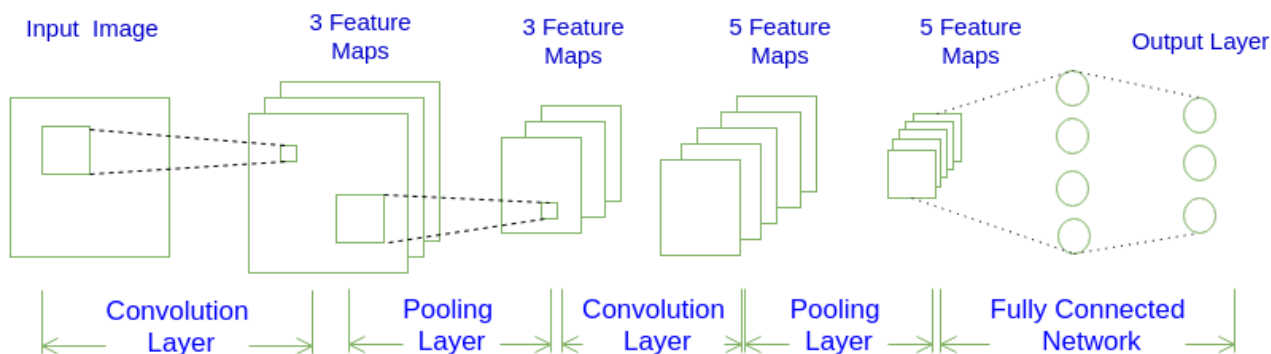 Input Image
3 Feature
Maps
3 Feature
Maps
5 Feature
Maps
5 Feature
Maps
Output Layer
Convolution
Layer
Pooling
Layer
Convolution
Layer
Pooling
Layer
Fully Connected
Network